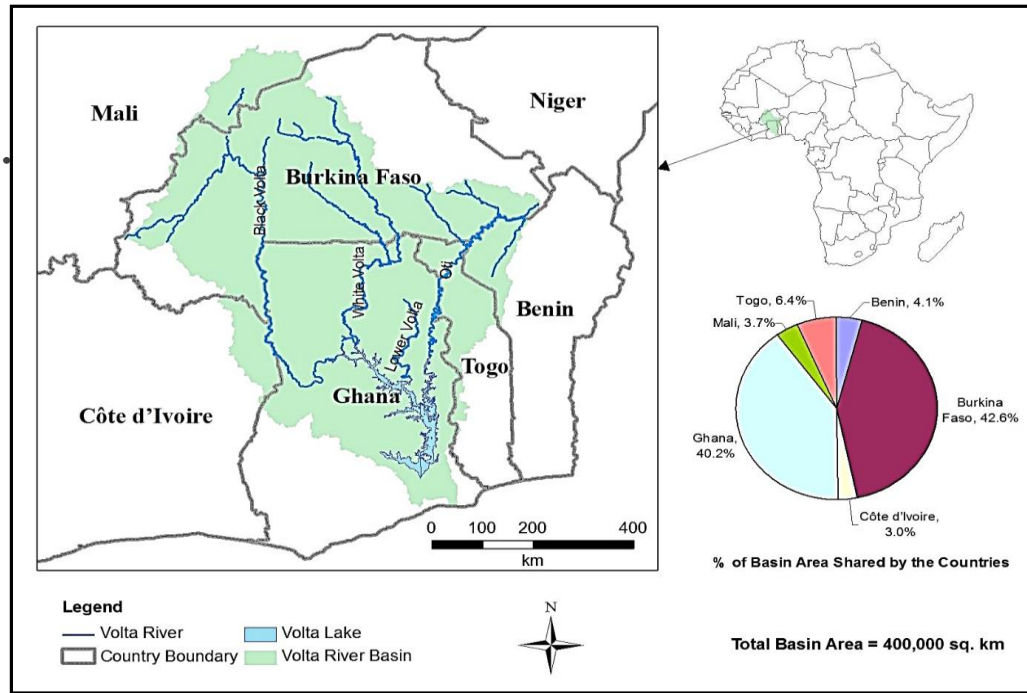 Mali
Niger
Burkina Faso
Black Volta
White Volta
Oti
Lower Volta
Benin
Togo
Ghana
Côte d'Ivoire
0 100 200 400
km
Togo, 6.4%
Benin, 4.1%
Mali, 3.7%
Burkina
Faso, 42.6%
Ghana,
40.2%
Côte d'Ivoire,
3.0%
% of Basin Area Shared by the Countries
Legend
Volta River
Volta Lake
Country Boundary
Volta River Basin
N
Total Basin Area = 400,000 sq. km